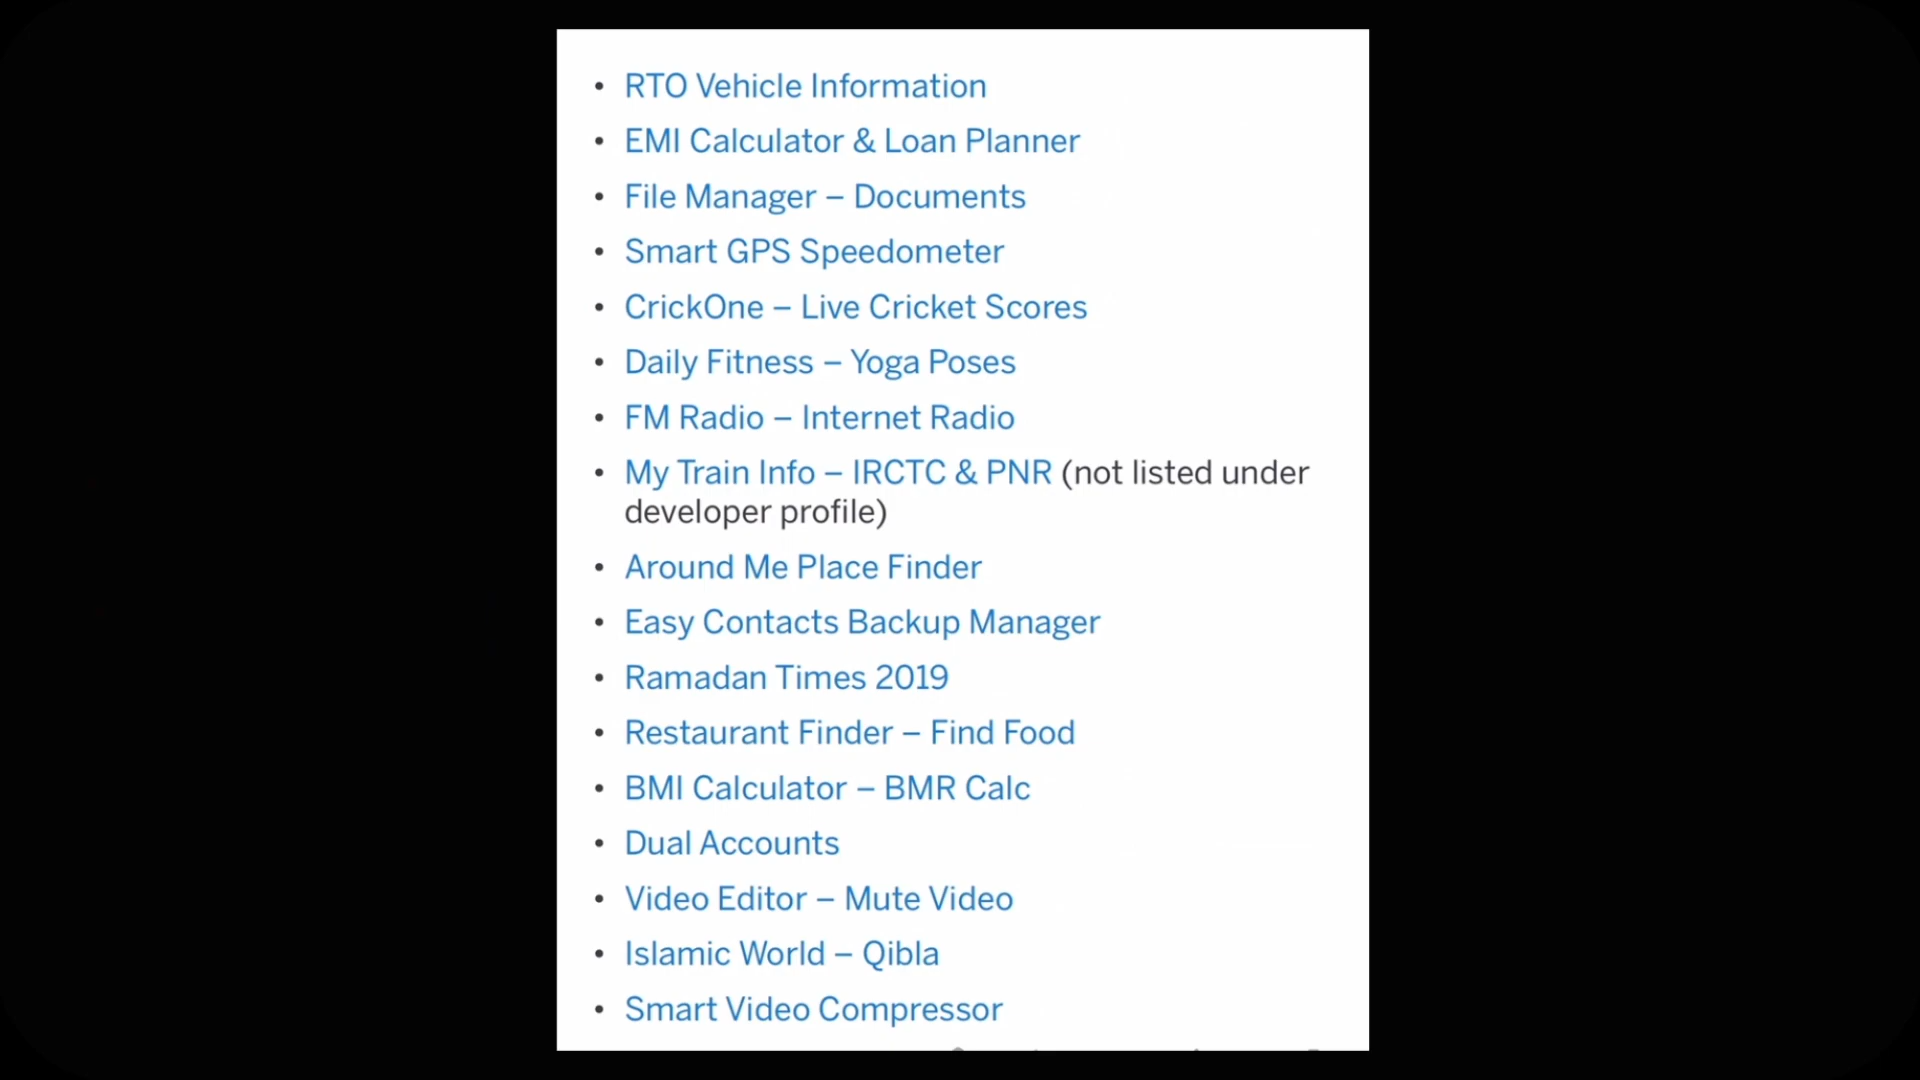 • RTO Vehicle Information
• EMI Calculator & Loan Planner
• File Manager – Documents
• Smart GPS Speedometer
• CrickOne – Live Cricket Scores
• Daily Fitness – Yoga Poses
• FM Radio – Internet Radio
• My Train Info – IRCTC & PNR (not listed under
developer profile)
• Around Me Place Finder
• Easy Contacts Backup Manager
• Ramadan Times 2019
• Restaurant Finder – Find Food
• BMI Calculator – BMR Calc
• Dual Accounts
• Video Editor – Mute Video
• Islamic World – Qibla
• Smart Video Compressor